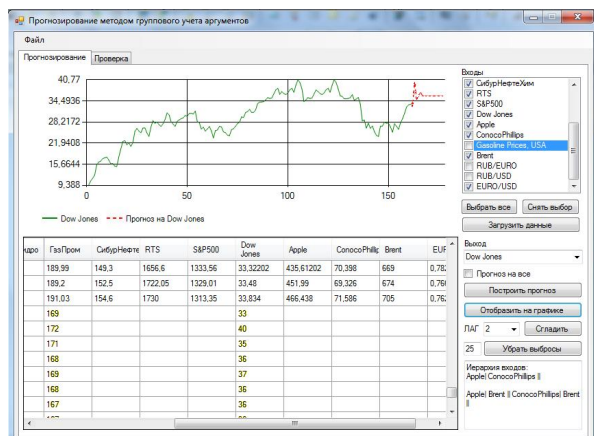 Прогнозирование методом группового учета аргументов
Файл
Прогнозирование Проверка
40,77
34,4936
28,2172
21,9408
15,6644
9,388
0 50 100 150
Dow Jones Прогноз на Dow Jones
Входы
СибурНефтеХим
RTS
S&P500
Dow Jones
Apple
ConocoPhillips
Gasoline Prices, USA
Brent
RUB/EURO
RUB/USD
EURO/USD
Выбрать все Снять выбор
Загрузить данные
Выход
Dow Jones
Прогноз на все
Построить прогноз
Отобразить на графике
ЛАГ 2 Сгладить
25 Убрать выбросы
Иерархия входов:
Apple| ConocoPhillips ||
Apple| Brent || ConocoPhillips| Brent
||
ГазПром СибурНефте RTS S&P500 Dow Jones Apple ConocoPhillip Brent EUF
189,99 149,3 1656,6 1333,56 33,32202 435,61202 70,398 669
189,2 152,5 1722,05 1329,01 33,48 451,99 69,326 674
191,03 154,6 1730 1313,35 33,834 466,438 71,586 705
169 33
172 40
171 35
168 36
169 37
168 36
167 36